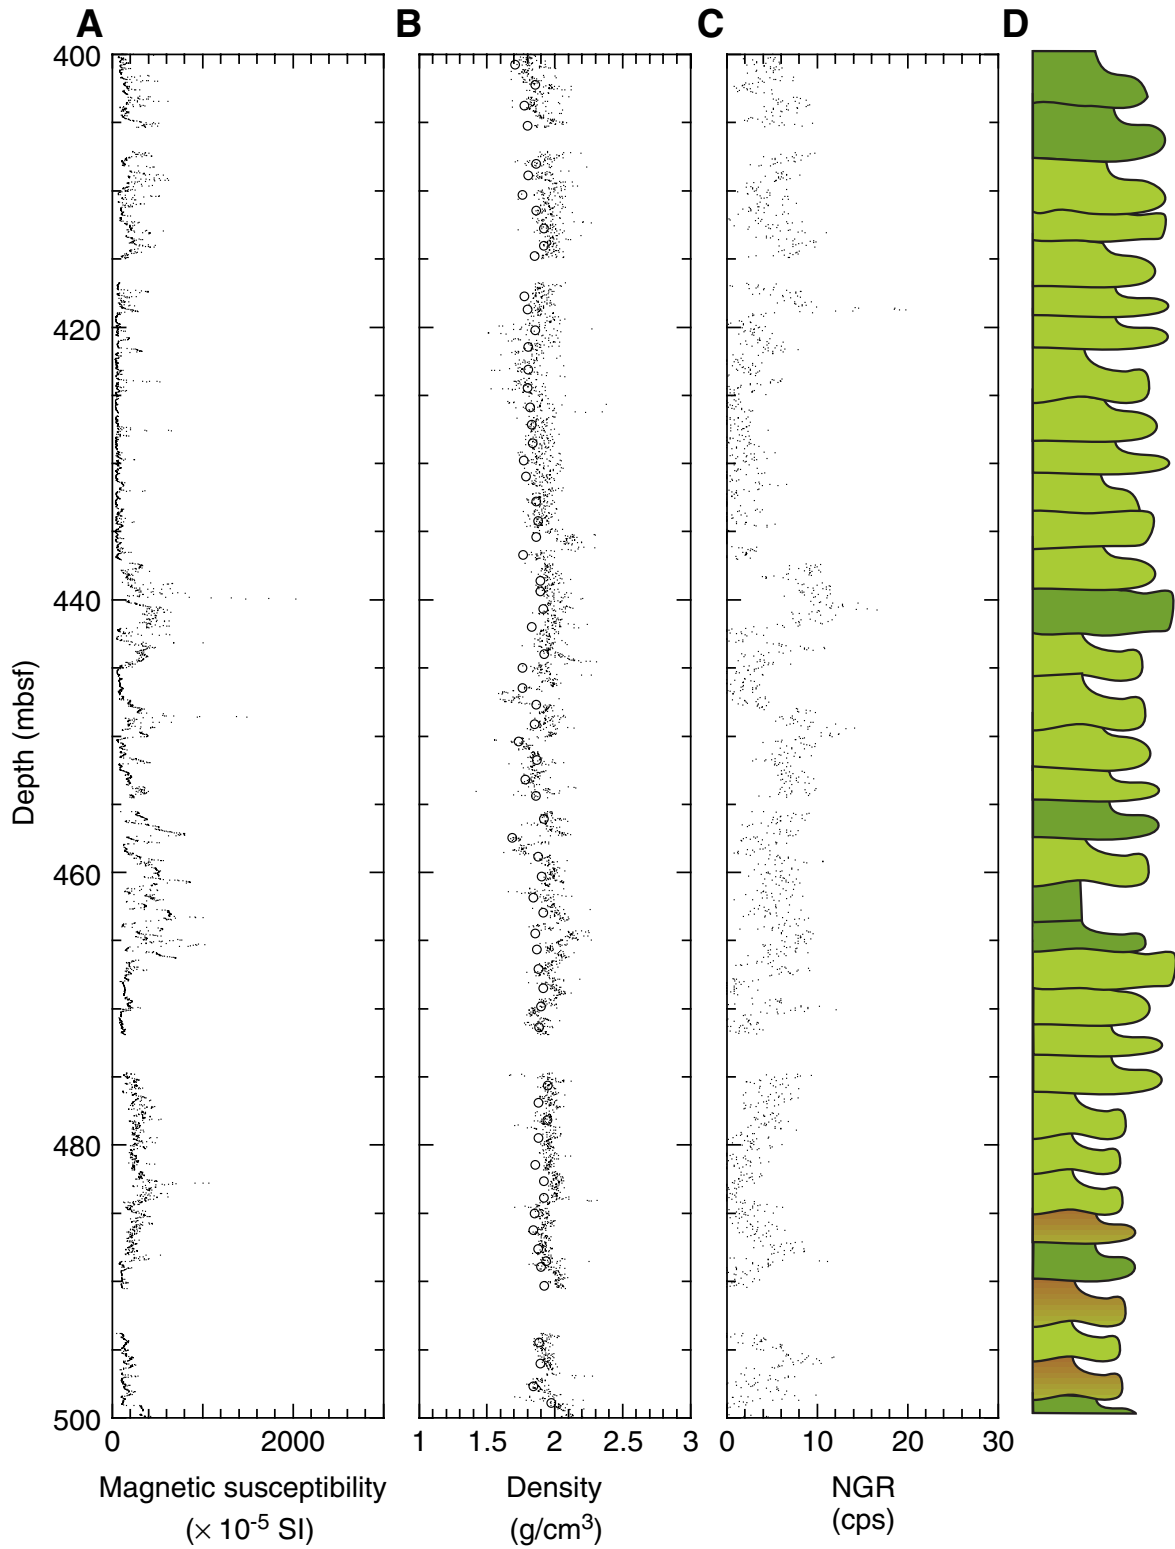 A B C D
400
420
440
460
480
500
Depth (mbsf)
0 2000
1 1.5 2 2.5 3
0 10 20 30
Magnetic susceptibility
(× 10⁻⁵ SI)
Density
(g/cm³)
NGR
(cps)